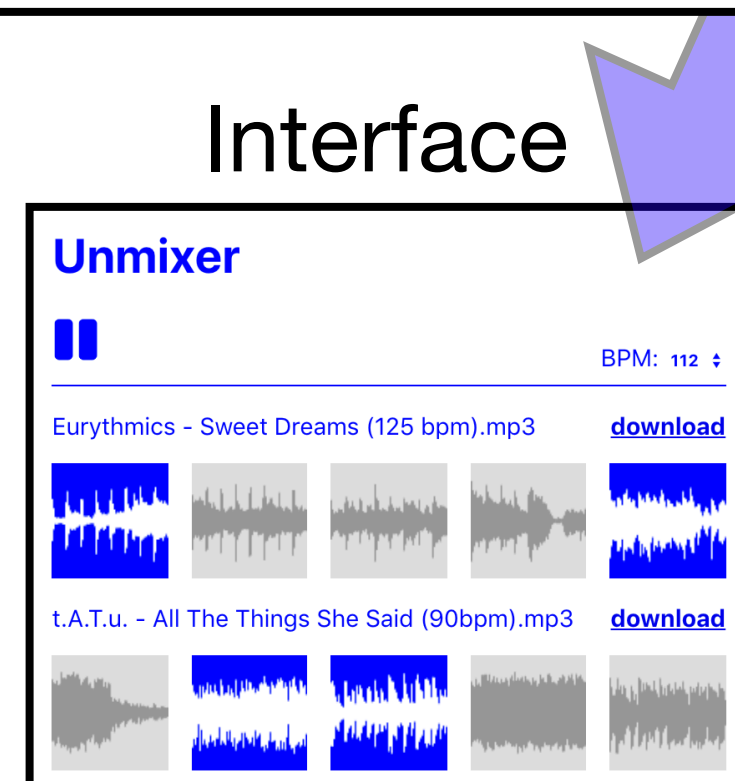 Interface
Unmixer
BPM: 112
Eurythmics - Sweet Dreams (125 bpm).mp3 download
t.A.T.u. - All The Things She Said (90bpm).mp3 download